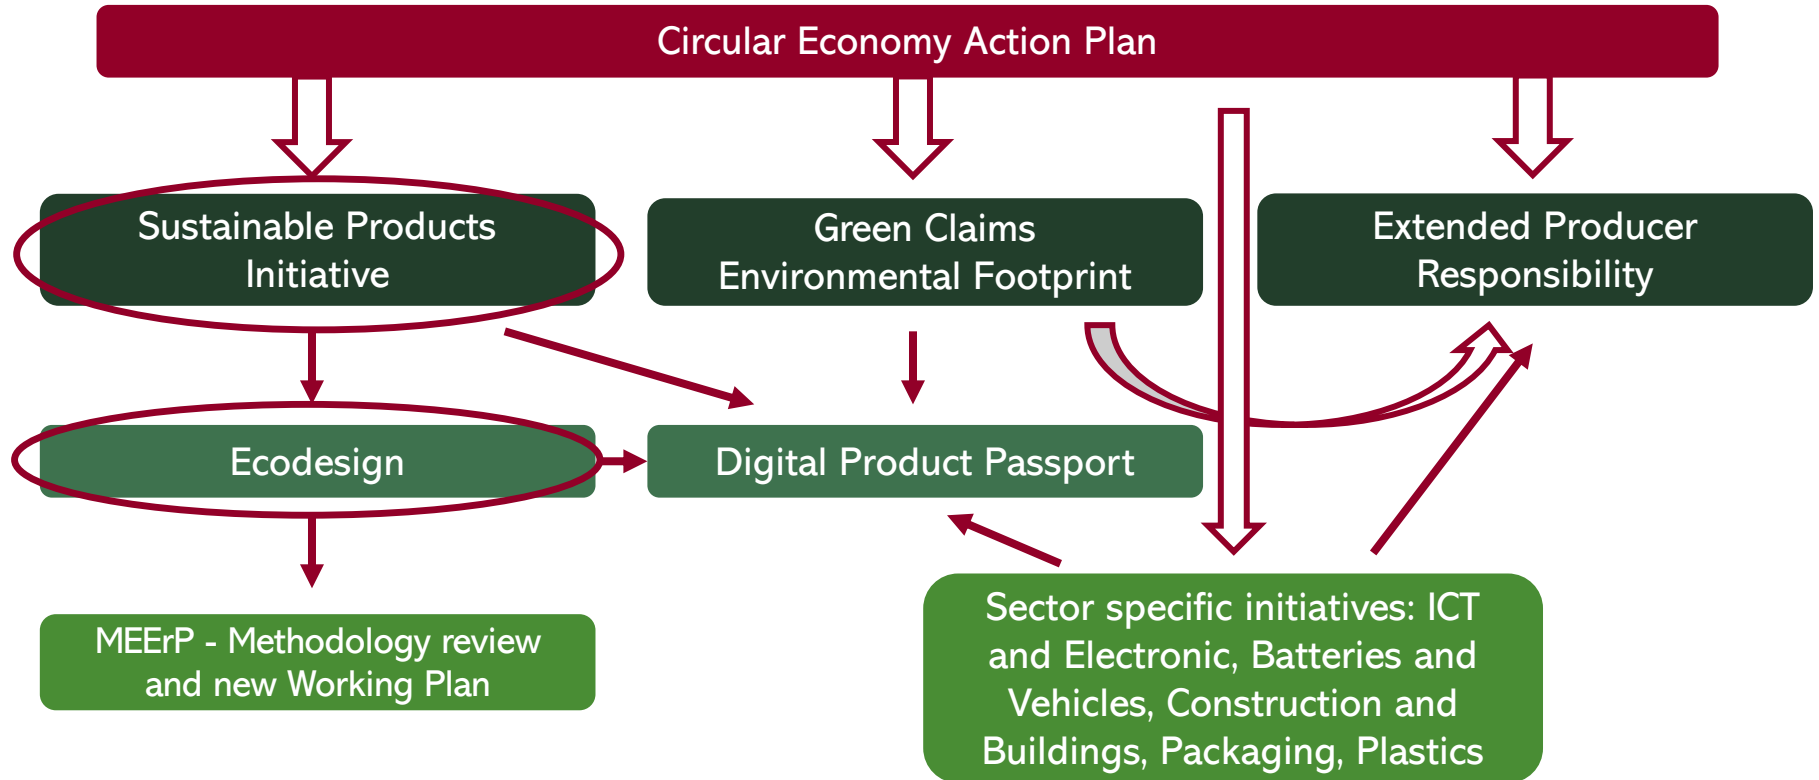 Circular Economy Action Plan
Sustainable Products
Initiative
Green Claims
Environmental Footprint
Extended Producer
Responsibility
Ecodesign
Digital Product Passport
MEErP - Methodology review
and new Working Plan
Sector specific initiatives: ICT
and Electronic, Batteries and
Vehicles, Construction and
Buildings, Packaging, Plastics